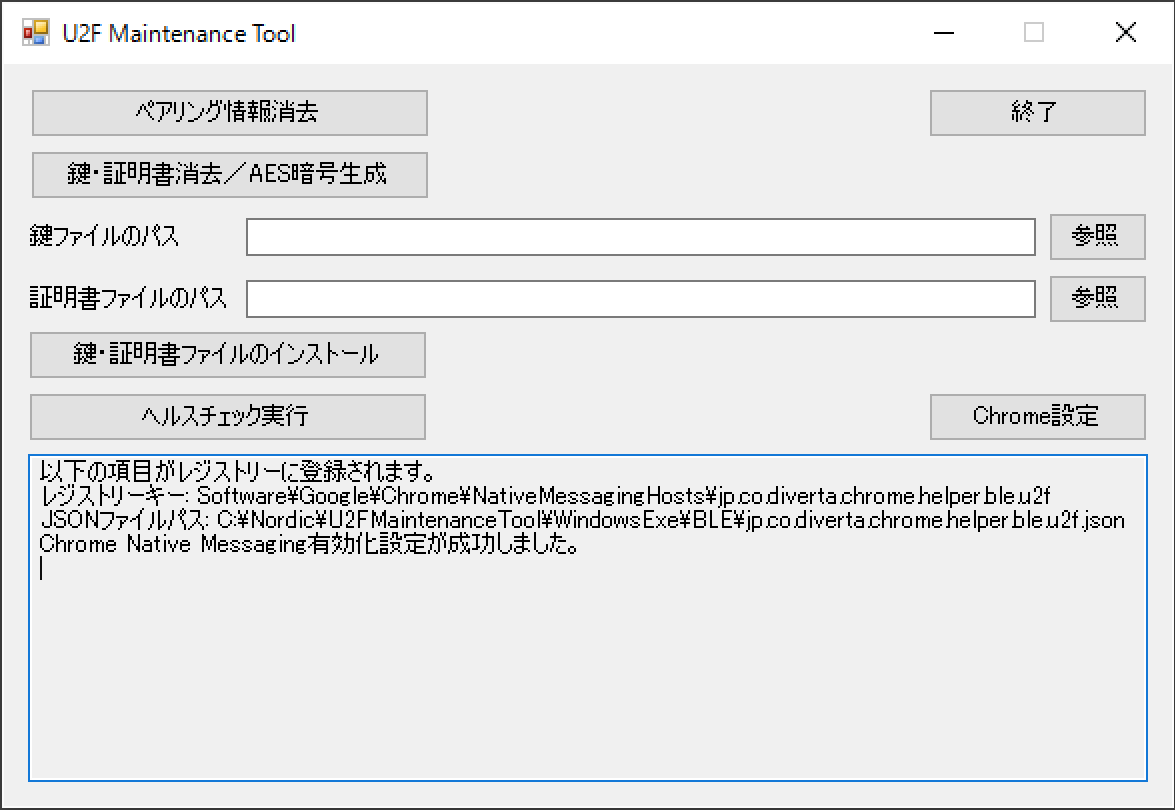 U2F Maintenance Tool
ペアリング情報消去
終了
鍵・証明書消去／AES暗号生成
鍵ファイルのパス
参照
証明書ファイルのパス
参照
鍵・証明書ファイルのインストール
ヘルスチェック実行
Chrome設定
以下の項目がレジストリーに登録されます。
レジストリーキー: Software¥Google¥Chrome¥NativeMessagingHosts¥jp.co.diverta.chrome.helper.ble.u2f
JSONファイルパス: C:¥Nordic¥U2FMaintenanceTool¥WindowsExe¥BLE¥jp.co.diverta.chrome.helper.ble.u2f.json
Chrome Native Messaging有効化設定が成功しました。